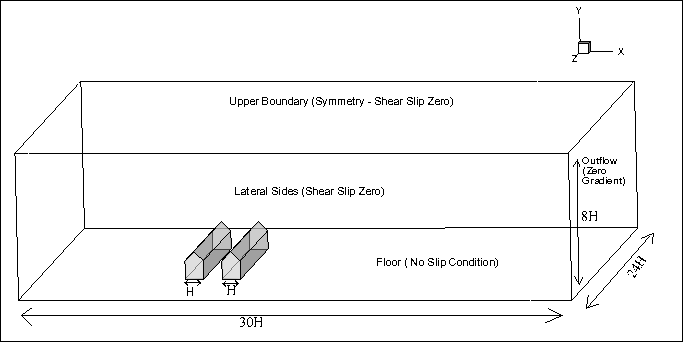 Y
X
Z
Upper Boundary (Symmetry - Shear Slip Zero)
Outflow
(Zero
Gradient)
Lateral Sides (Shear Slip Zero)
8H
Floor ( No Slip Condition)
24H
H
H
30H